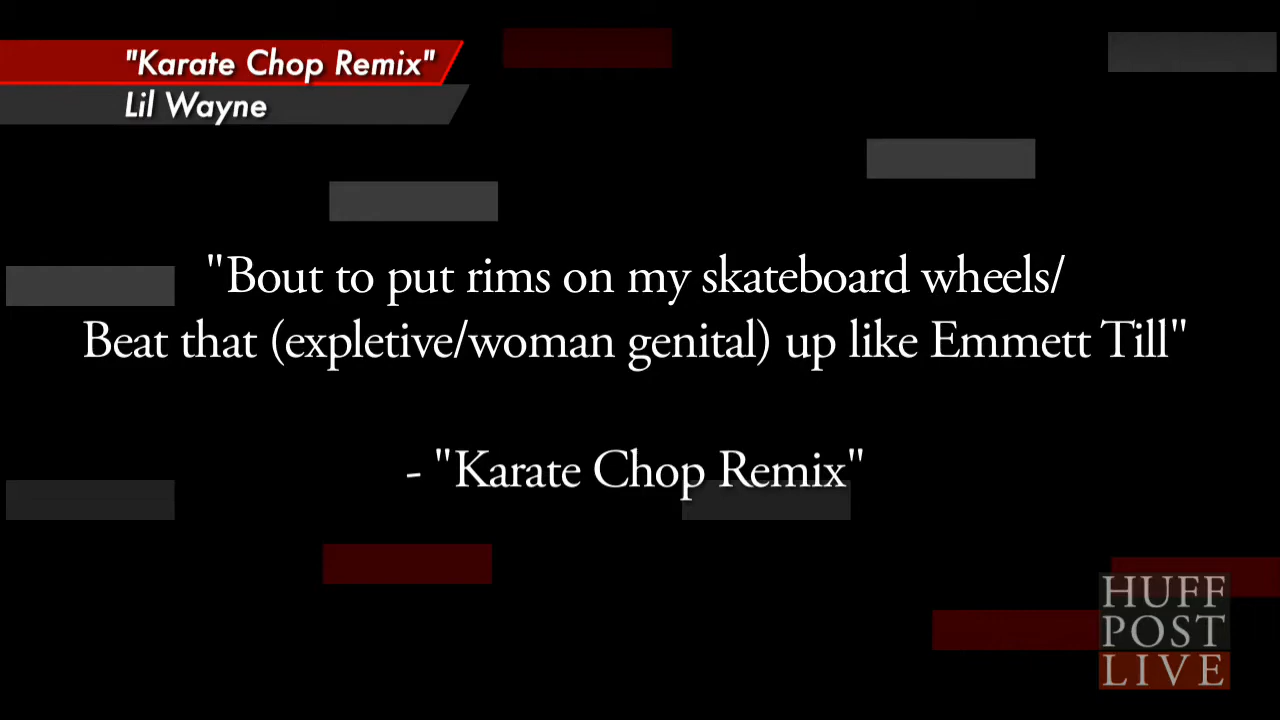 "Karate Chop Remix"
Lil Wayne
"Bout to put rims on my skateboard wheels/
Beat that (expletive/woman genital) up like Emmett Till"
- "Karate Chop Remix"
HUFF
POST
LIVE